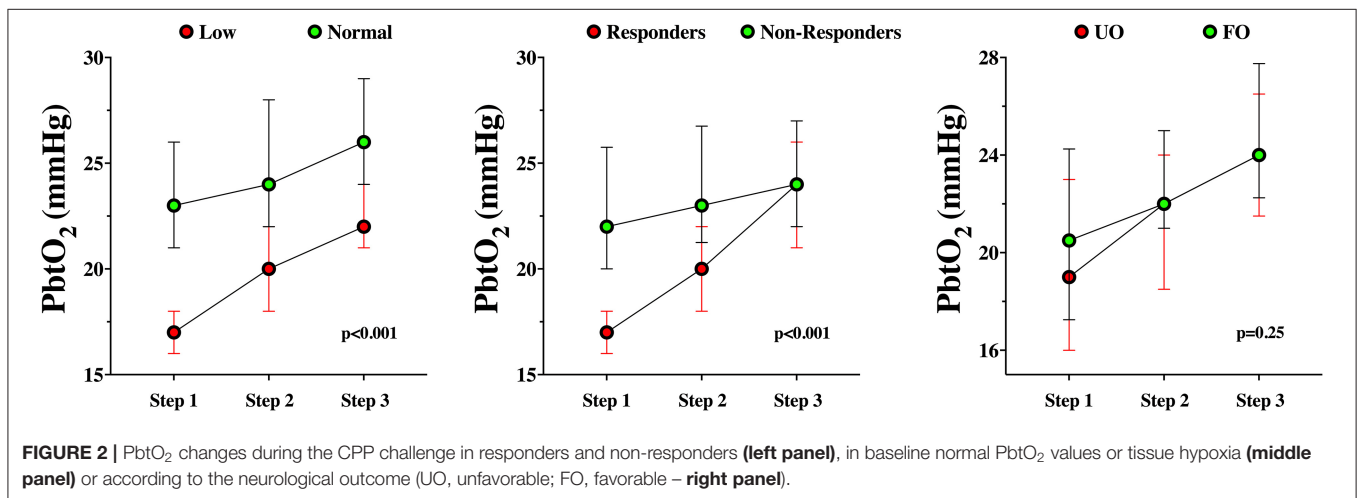 Low Normal
30
25
20
15
PbtO₂ (mmHg)
p<0.001
Step 1 Step 2 Step 3
Responders Non-Responders
30
25
20
15
PbtO₂ (mmHg)
p<0.001
Step 1 Step 2 Step 3
UO FO
28
24
20
16
PbtO₂ (mmHg)
p=0.25
Step 1 Step 2 Step 3
FIGURE 2 | PbtO₂ changes during the CPP challenge in responders and non-responders (left panel), in baseline normal PbtO₂ values or tissue hypoxia (middle
panel) or according to the neurological outcome (UO, unfavorable; FO, favorable – right panel).